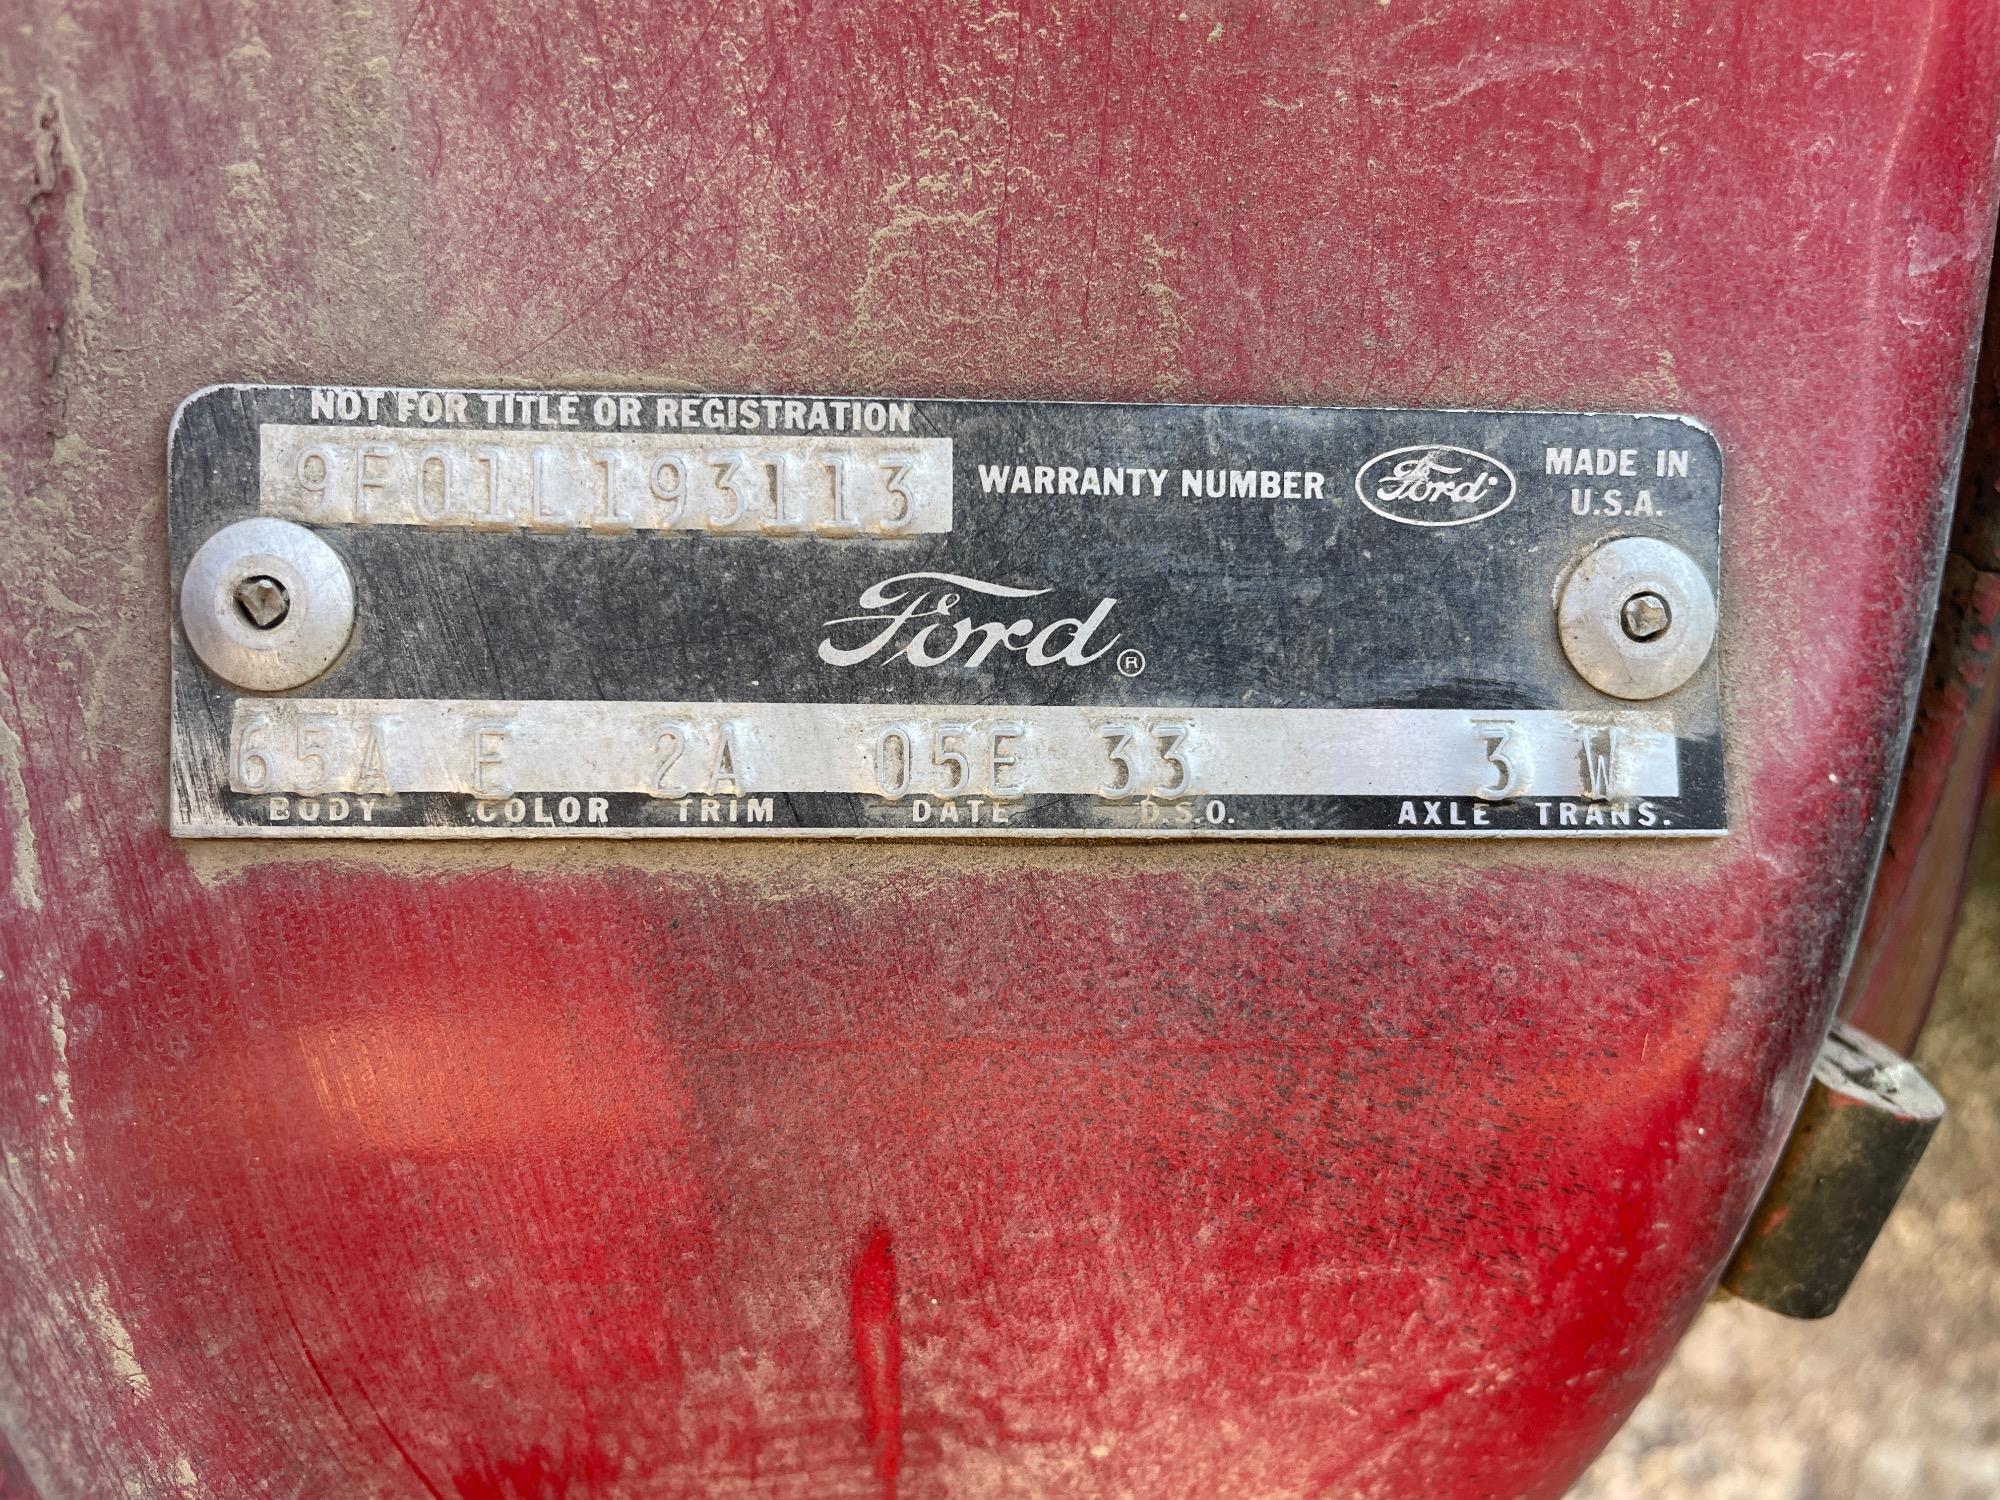 NOT FOR TITLE OR REGISTRATION
9F01L193113
WARRANTY NUMBER
Ford
MADE IN
U.S.A.
Ford®
65A E 2A 05E 33 3 W
BODY COLOR TRIM DATE D.S.O. AXLE TRANS.